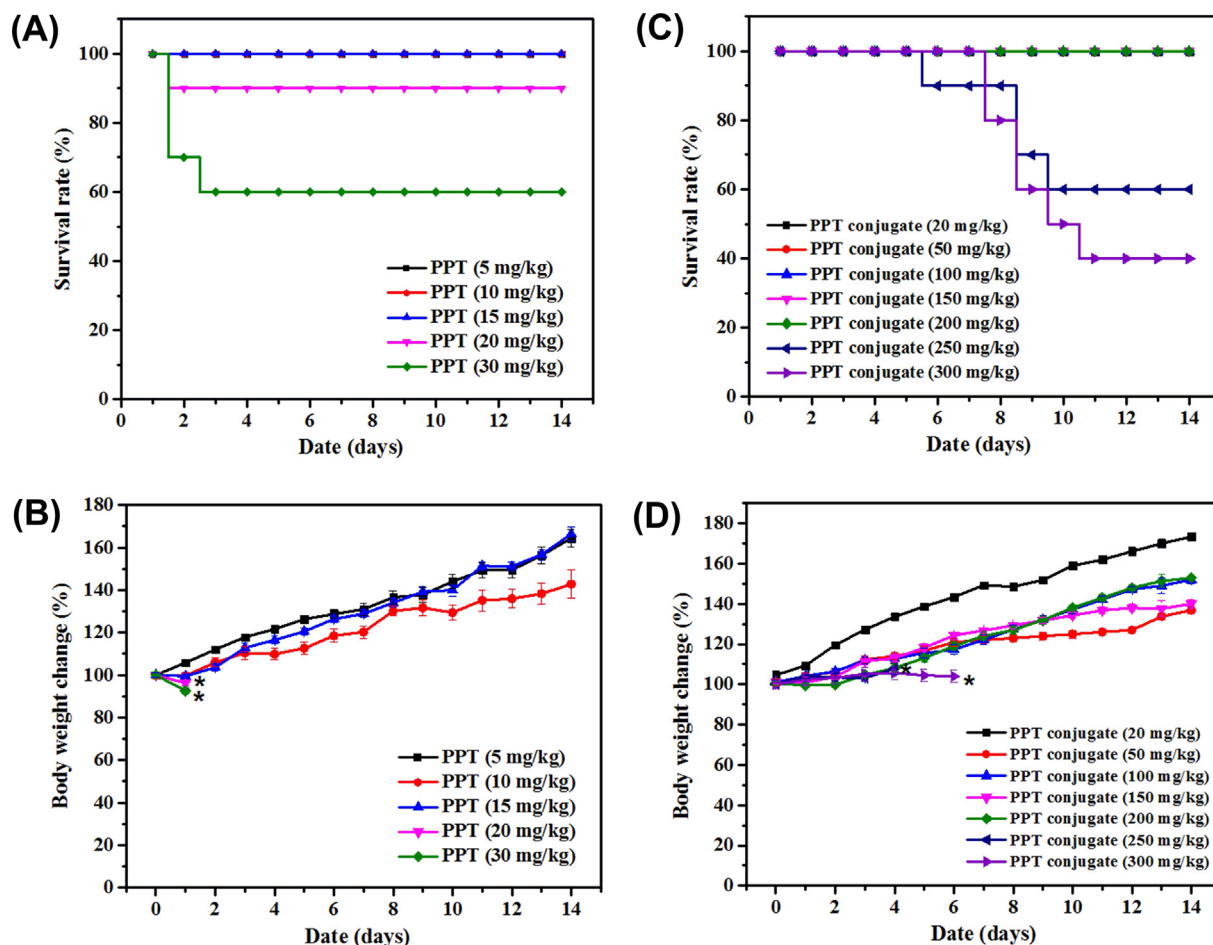 (A)
Survival rate (%)
100
80
60
40
20
0
PPT (5 mg/kg)
PPT (10 mg/kg)
PPT (15 mg/kg)
PPT (20 mg/kg)
PPT (30 mg/kg)
0 2 4 6 8 10 12 14
Date (days)
(C)
Survival rate (%)
100
80
60
40
20
0
PPT conjugate (20 mg/kg)
PPT conjugate (50 mg/kg)
PPT conjugate (100 mg/kg)
PPT conjugate (150 mg/kg)
PPT conjugate (200 mg/kg)
PPT conjugate (250 mg/kg)
PPT conjugate (300 mg/kg)
0 2 4 6 8 10 12 14
Date (days)
(B)
Body weight change (%)
180
160
140
120
100
80
60
40
20
0
*
*
PPT (5 mg/kg)
PPT (10 mg/kg)
PPT (15 mg/kg)
PPT (20 mg/kg)
PPT (30 mg/kg)
0 2 4 6 8 10 12 14
Date (days)
(D)
Body weight change (%)
180
160
140
120
100
80
60
40
20
0
*
*
PPT conjugate (20 mg/kg)
PPT conjugate (50 mg/kg)
PPT conjugate (100 mg/kg)
PPT conjugate (150 mg/kg)
PPT conjugate (200 mg/kg)
PPT conjugate (250 mg/kg)
PPT conjugate (300 mg/kg)
0 2 4 6 8 10 12 14
Date (days)